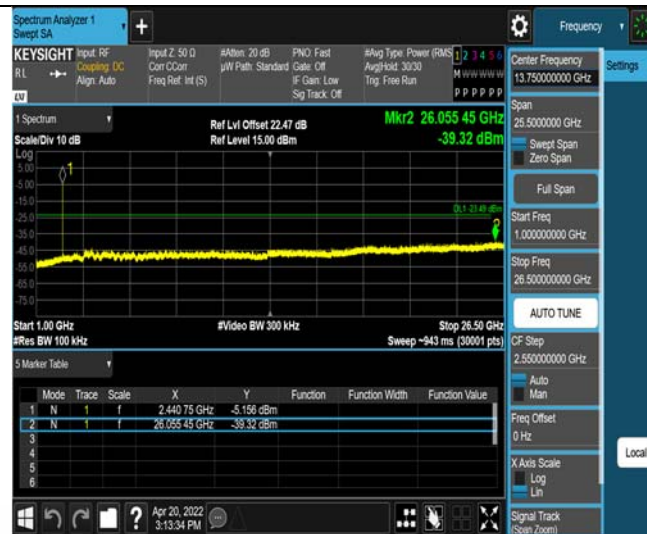 Spectrum Analyzer 1
Swept SA
Frequency
KEYSIGHT
RL
Input: RF
Coupling: DC
Align: Auto
Input Z: 50 Ω
Corr CCorr
Freq Ref: Int (S)
#Atten: 20 dB
µW Path: Standard
PNO: Fast
Gate: Off
IF Gain: Low
Sig Track: Off
#Avg Type: Power (RMS
Avg|Hold: 30/30
Trig: Free Run
1 2 3 4 5 6
M W W W W W
P P P P P P
1 Spectrum
Scale/Div 10 dB
Ref Lvl Offset 22.47 dB
Ref Level 15.00 dBm
Mkr2 26.055 45 GHz
-39.32 dBm
Log
5.00
-5.00
-15.0
-25.0
-35.0
-45.0
-55.0
-65.0
-75.0
1
DL1 -23.49 dBm
2
Start 1.00 GHz
#Res BW 100 kHz
#Video BW 300 kHz
Stop 26.50 GHz
Sweep ~943 ms (30001 pts)
5 Marker Table
Mode Trace Scale X Y Function Function Width Function Value
1 N 1 f 2.440 75 GHz -5.156 dBm
2 N 1 f 26.055 45 GHz -39.32 dBm
3
4
5
6
Apr 20, 2022
3:13:34 PM
Center Frequency
13.750000000 GHz
Settings
Span
25.5000000 GHz
Swept Span
Zero Span
Full Span
Start Freq
1.000000000 GHz
Stop Freq
26.500000000 GHz
AUTO TUNE
CF Step
2.550000000 GHz
Auto
Man
Freq Offset
0 Hz
X Axis Scale
Log
Lin
Local
Signal Track
(Span Zoom)